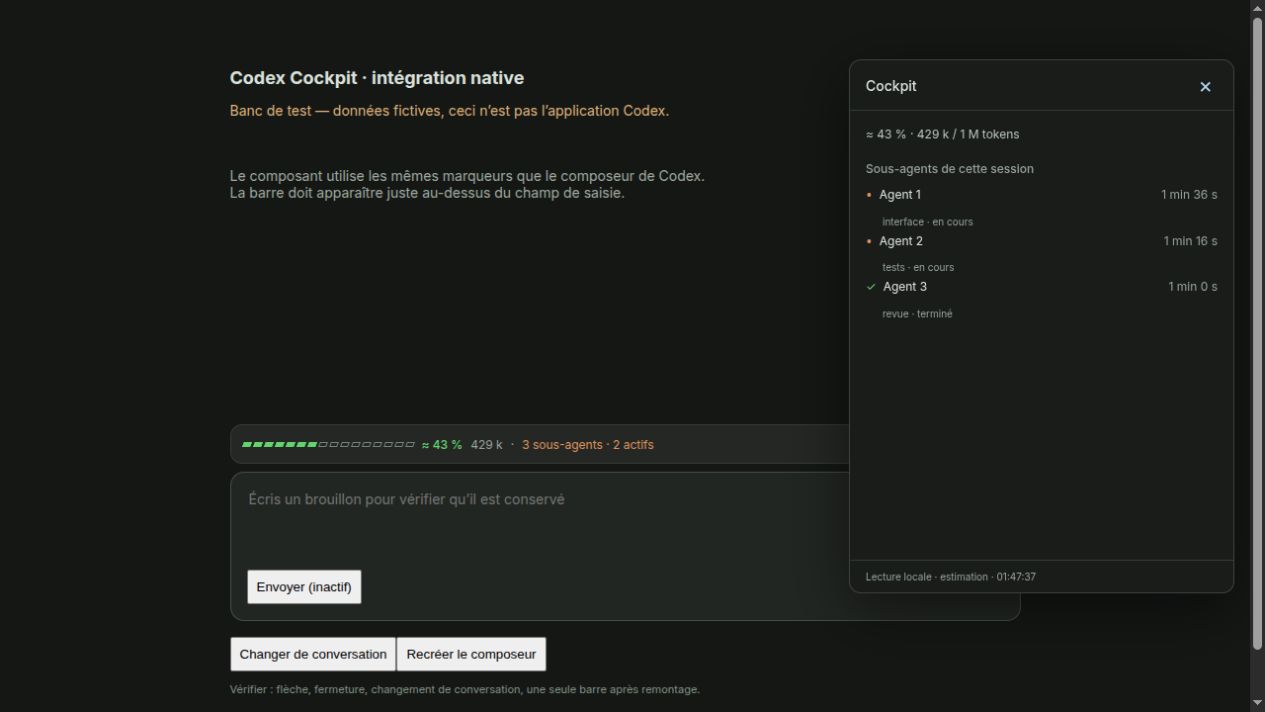 Codex Cockpit · intégration native
Banc de test — données fictives, ceci n’est pas l’application Codex.
Le composant utilise les mêmes marqueurs que le composeur de Codex.
La barre doit apparaître juste au-dessus du champ de saisie.
≈ 43 % 429 k · 3 sous-agents · 2 actifs
Écris un brouillon pour vérifier qu’il est conservé
Envoyer (inactif)
Changer de conversation
Recréer le composeur
Vérifier : flèche, fermeture, changement de conversation, une seule barre après remontage.
Cockpit
≈ 43 % · 429 k / 1 M tokens
Sous-agents de cette session
Agent 1 1 min 36 s
interface · en cours
Agent 2 1 min 16 s
tests · en cours
Agent 3 1 min 0 s
revue · terminé
Lecture locale · estimation · 01:47:37